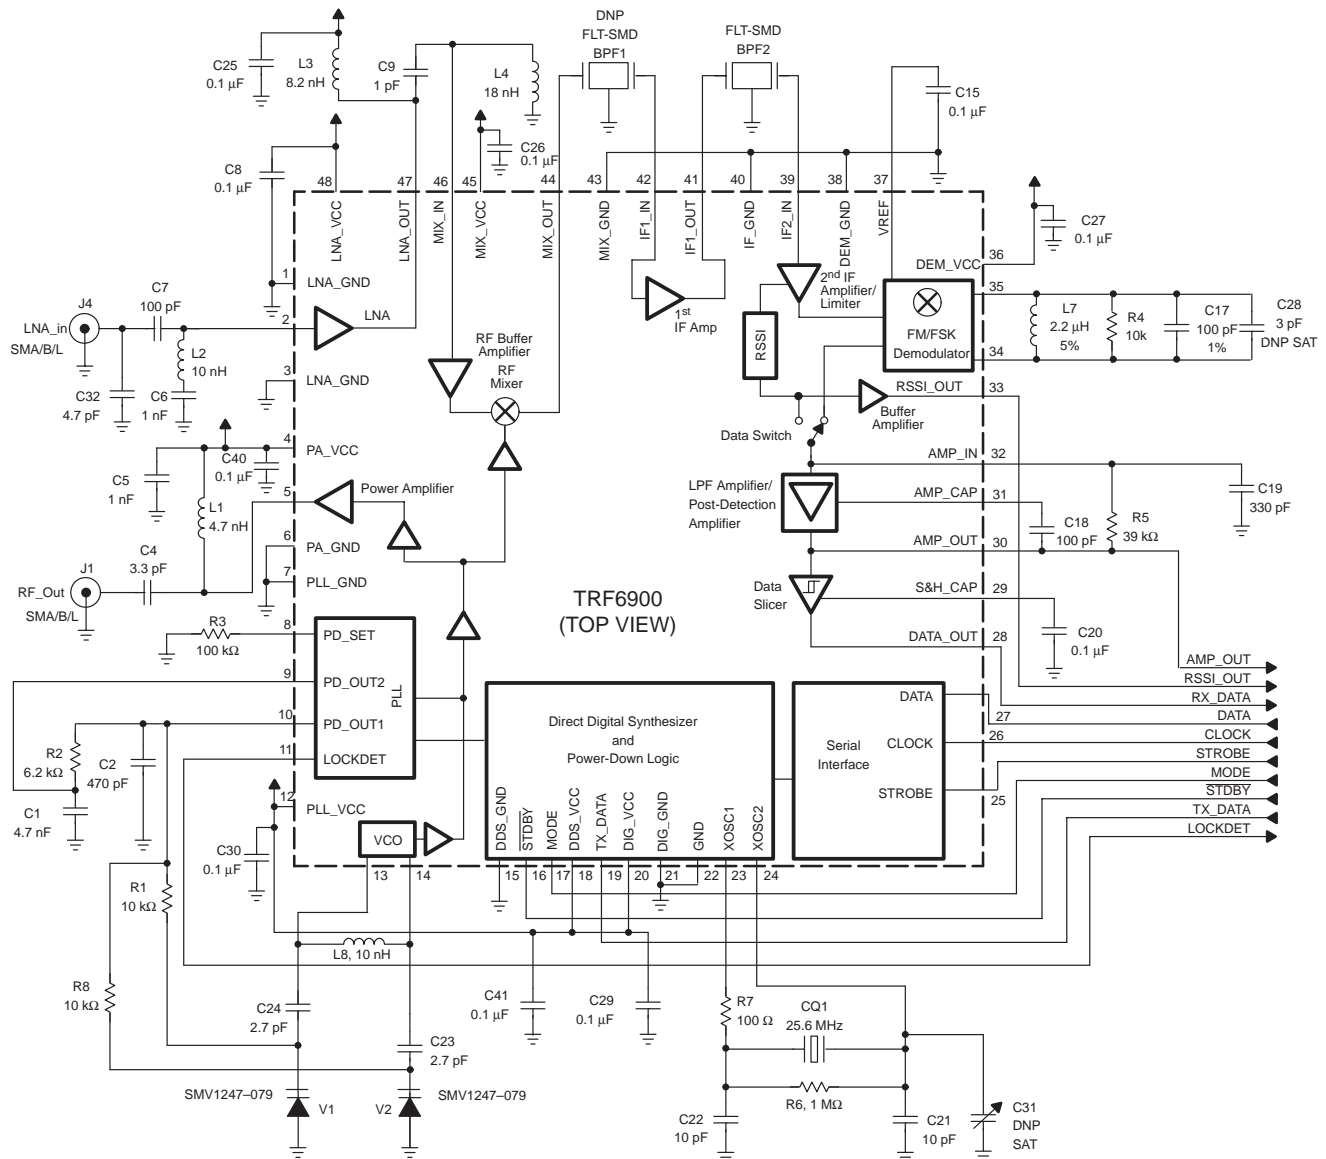 DNP
FLT-SMD
BPF1
FLT-SMD
BPF2
C25
0.1 µF
L3
8.2 nH
C9
1 pF
L4
18 nH
C15
0.1 µF
C26
0.1 µF
C8
0.1 µF
48
47
46
45
44
43
42
41
40
39
38
37
LNA_VCC
LNA_OUT
MIX_IN
MIX_VCC
MIX_OUT
MIX_GND
IF1_IN
IF1_OUT
IF_GND
IF2_IN
DEM_GND
VREF
C27
0.1 µF
36
DEM_VCC
1
LNA_GND
C7
100 pF
J4
LNA_in
SMA/B/L
2
LNA
L2
10 nH
3
LNA_GND
C32
4.7 pF
C6
1 nF
RF Buffer
Amplifier
RF
Mixer
1st
IF Amp
2nd IF
Amplifier/
Limiter
RSSI
FM/FSK
Demodulator
35
34
L7
2.2 µH
5%
R4
10k
C17
100 pF
1%
C28
3 pF
DNP SAT
RSSI_OUT
33
Buffer
Amplifier
Data Switch
4
PA_VCC
C40
0.1 µF
C5
1 nF
L1
4.7 nH
5
Power Amplifier
6
PA_GND
7
PLL_GND
C4
3.3 pF
J1
RF_Out
SMA/B/L
AMP_IN
32
LPF Amplifier/
Post-Detection
Amplifier
AMP_CAP
31
C18
100 pF
R5
39 kΩ
C19
330 pF
AMP_OUT
30
Data
Slicer
S&H_CAP
29
C20
0.1 µF
DATA_OUT
28
TRF6900
(TOP VIEW)
R3
100 kΩ
8
PD_SET
9
PD_OUT2
10
PD_OUT1
11
LOCKDET
PLL
R2
6.2 kΩ
C2
470 pF
C1
4.7 nF
12
PLL_VCC
C30
0.1 µF
VCO
13
14
Direct Digital Synthesizer
and
Power-Down Logic
DDS_GND
STDBY
MODE
DDS_VCC
TX_DATA
DIG_VCC
DIG_GND
GND
XOSC1
XOSC2
15
16
17
18
19
20
21
22
23
24
Serial
Interface
DATA
CLOCK
STROBE
27
26
25
AMP_OUT
RSSI_OUT
RX_DATA
DATA
CLOCK
STROBE
MODE
STDBY
TX_DATA
LOCKDET
R1
10 kΩ
R8
10 kΩ
L8, 10 nH
C24
2.7 pF
C23
2.7 pF
C41
0.1 µF
C29
0.1 µF
R7
100 Ω
CQ1
25.6 MHz
R6, 1 MΩ
C22
10 pF
C21
10 pF
C31
DNP
SAT
SMV1247–079
V1
V2
SMV1247–079